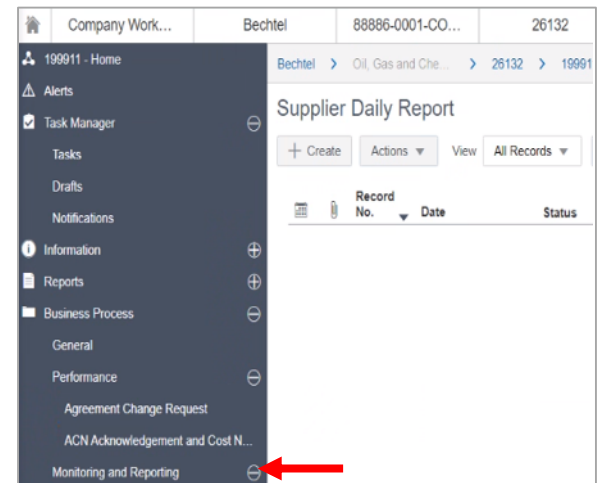 Company Work... Bechtel 88886-0001-CO... 26132
199911 - Home
Bechtel > Oil, Gas and Che... > 26132 > 19991
Alerts
Supplier Daily Report
Task Manager
+ Create Actions View All Records
Tasks
Drafts
Record No. Date Status
Notifications
Information
Reports
Business Process
General
Performance
Agreement Change Request
ACN Acknowledgement and Cost N...
Monitoring and Reporting